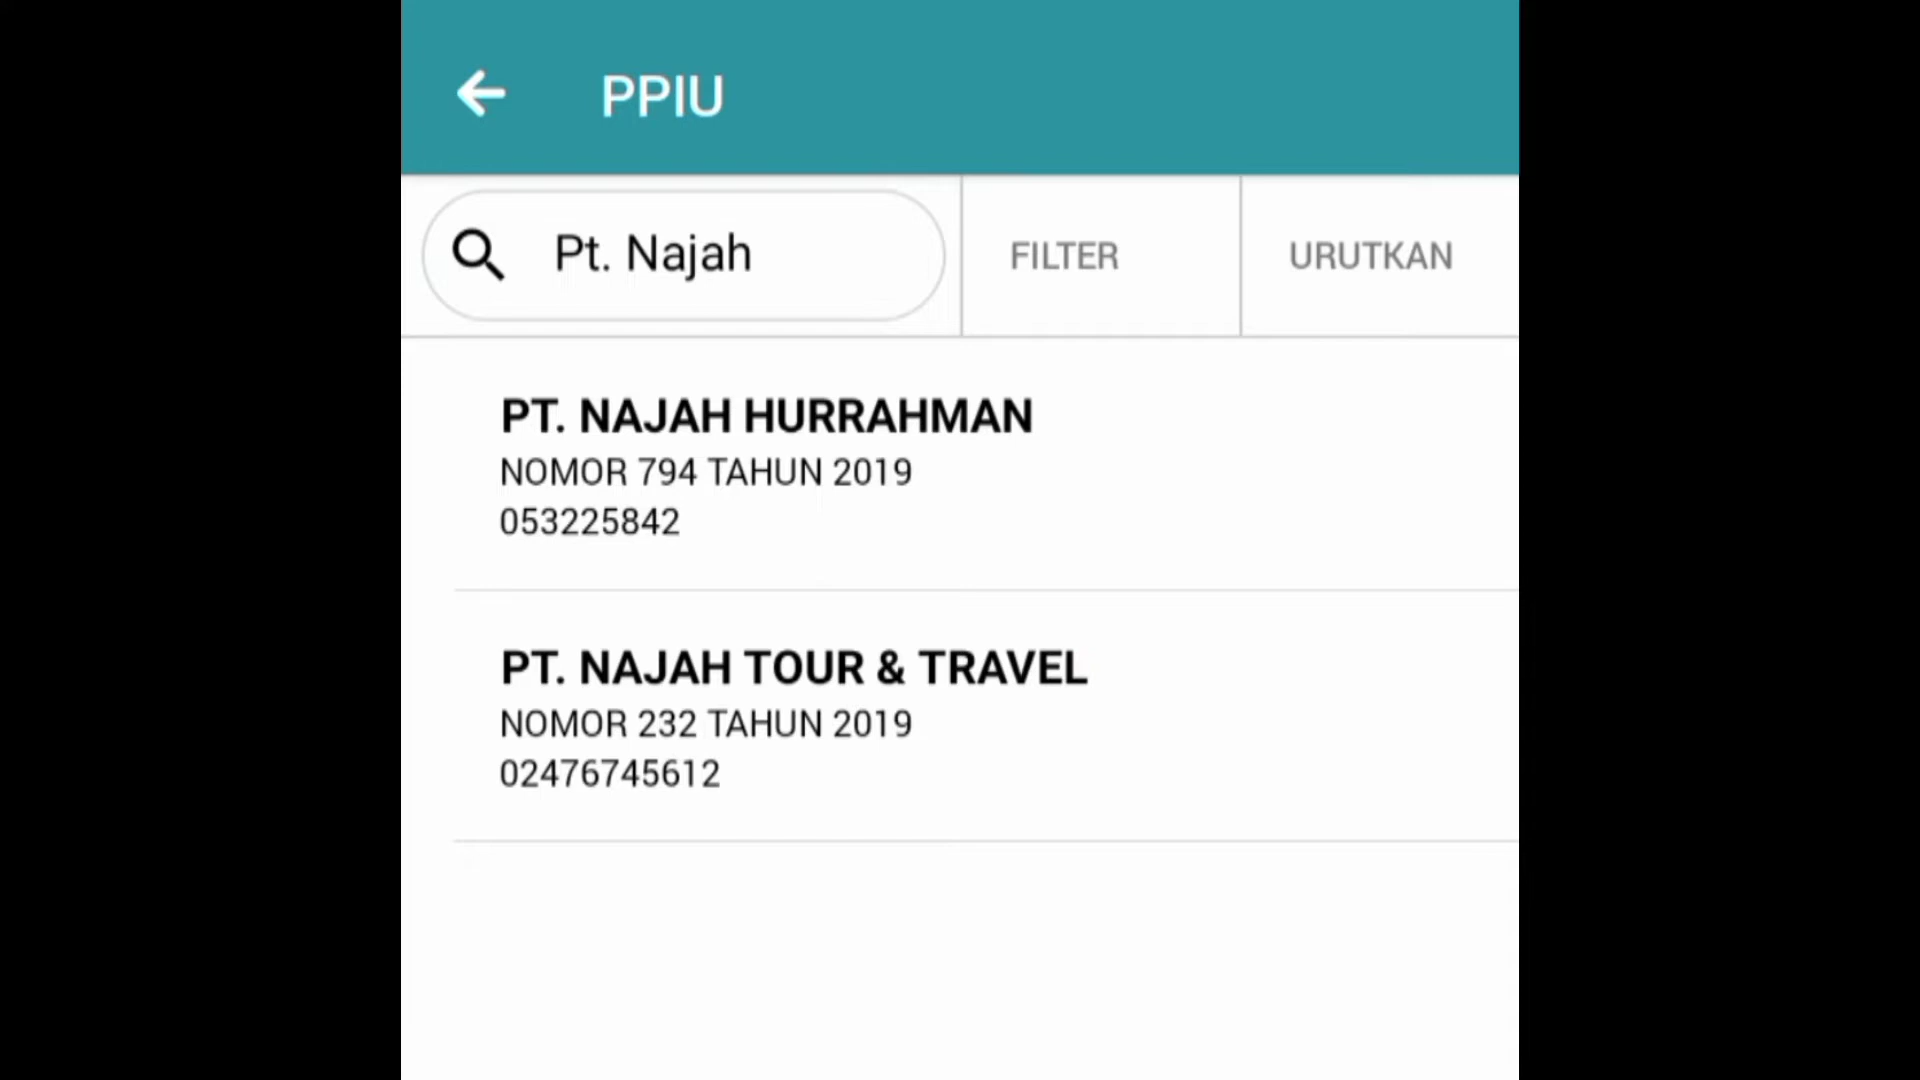 PPIU
Pt. Najah
FILTER
URUTKAN
PT. NAJAH HURRAHMAN
NOMOR 794 TAHUN 2019
053225842
PT. NAJAH TOUR & TRAVEL
NOMOR 232 TAHUN 2019
02476745612